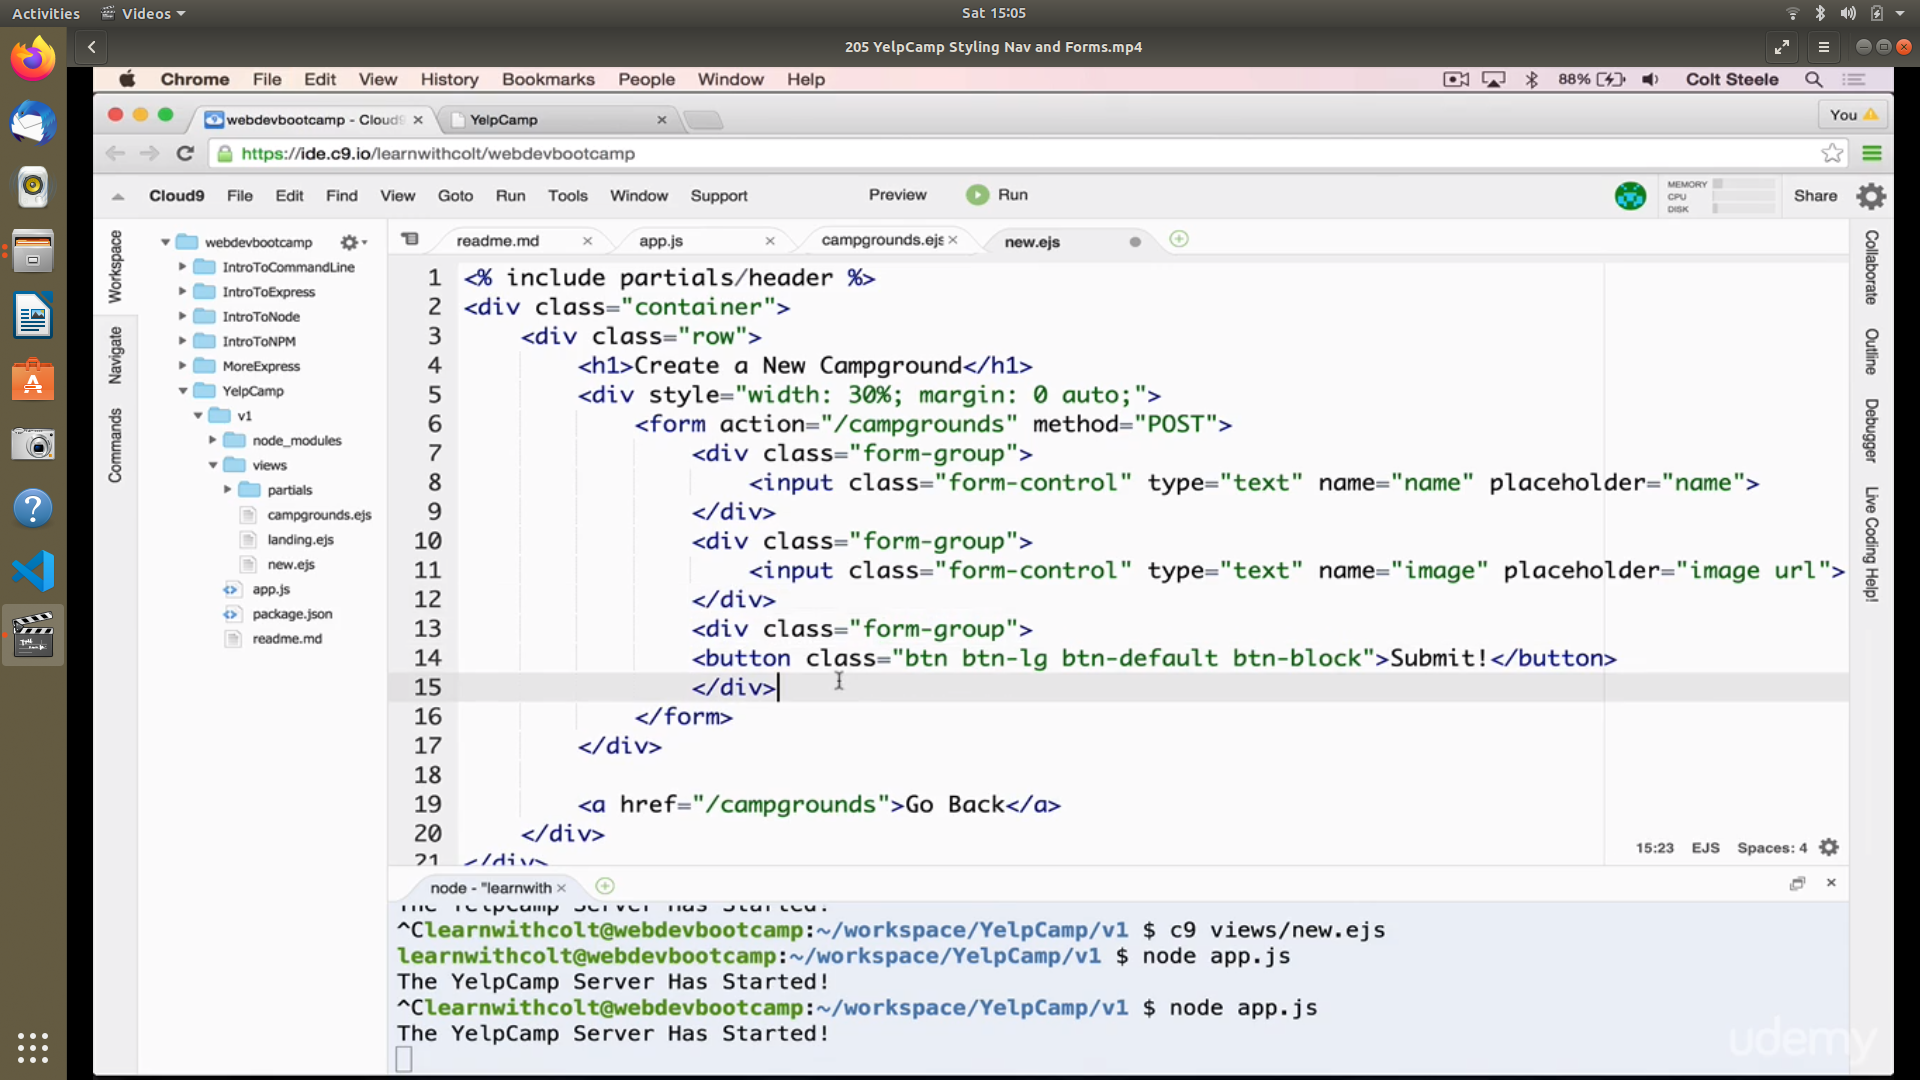 Activities Videos Sat 15:05
205 YelpCamp Styling Nav and Forms.mp4
Chrome File Edit View History Bookmarks People Window Help 88% Colt Steele
webdevbootcamp - Cloud9 YelpCamp You
https://ide.c9.io/learnwithcolt/webdevbootcamp
Cloud9 File Edit Find View Goto Run Tools Window Support Preview Run MEMORY CPU DISK Share
Workspace
Navigate
Commands
webdevbootcamp
IntroToCommandLine
IntroToExpress
IntroToNode
IntroToNPM
MoreExpress
YelpCamp
v1
node_modules
views
partials
campgrounds.ejs
landing.ejs
new.ejs
app.js
package.json
readme.md
readme.md app.js campgrounds.ejs new.ejs
1 <% include partials/header %>
2 <div class="container">
3 <div class="row">
4 <h1>Create a New Campground</h1>
5 <div style="width: 30%; margin: 0 auto;">
6 <form action="/campgrounds" method="POST">
7 <div class="form-group">
8 <input class="form-control" type="text" name="name" placeholder="name">
9 </div>
10 <div class="form-group">
11 <input class="form-control" type="text" name="image" placeholder="image url">
12 </div>
13 <div class="form-group">
14 <button class="btn btn-lg btn-default btn-block">Submit!</button>
15 </div>
16 </form>
17 </div>
18
19 <a href="/campgrounds">Go Back</a>
20 </div>
21 </div>
15:23 EJS Spaces: 4
Collaborate
Outline
Debugger
Live Coding Help!
node - "learnwith
The YelpCamp Server Has Started!
^Clearnwithcolt@webdevbootcamp:~/workspace/YelpCamp/v1 $ c9 views/new.ejs
learnwithcolt@webdevbootcamp:~/workspace/YelpCamp/v1 $ node app.js
The YelpCamp Server Has Started!
^Clearnwithcolt@webdevbootcamp:~/workspace/YelpCamp/v1 $ node app.js
The YelpCamp Server Has Started!
udemy